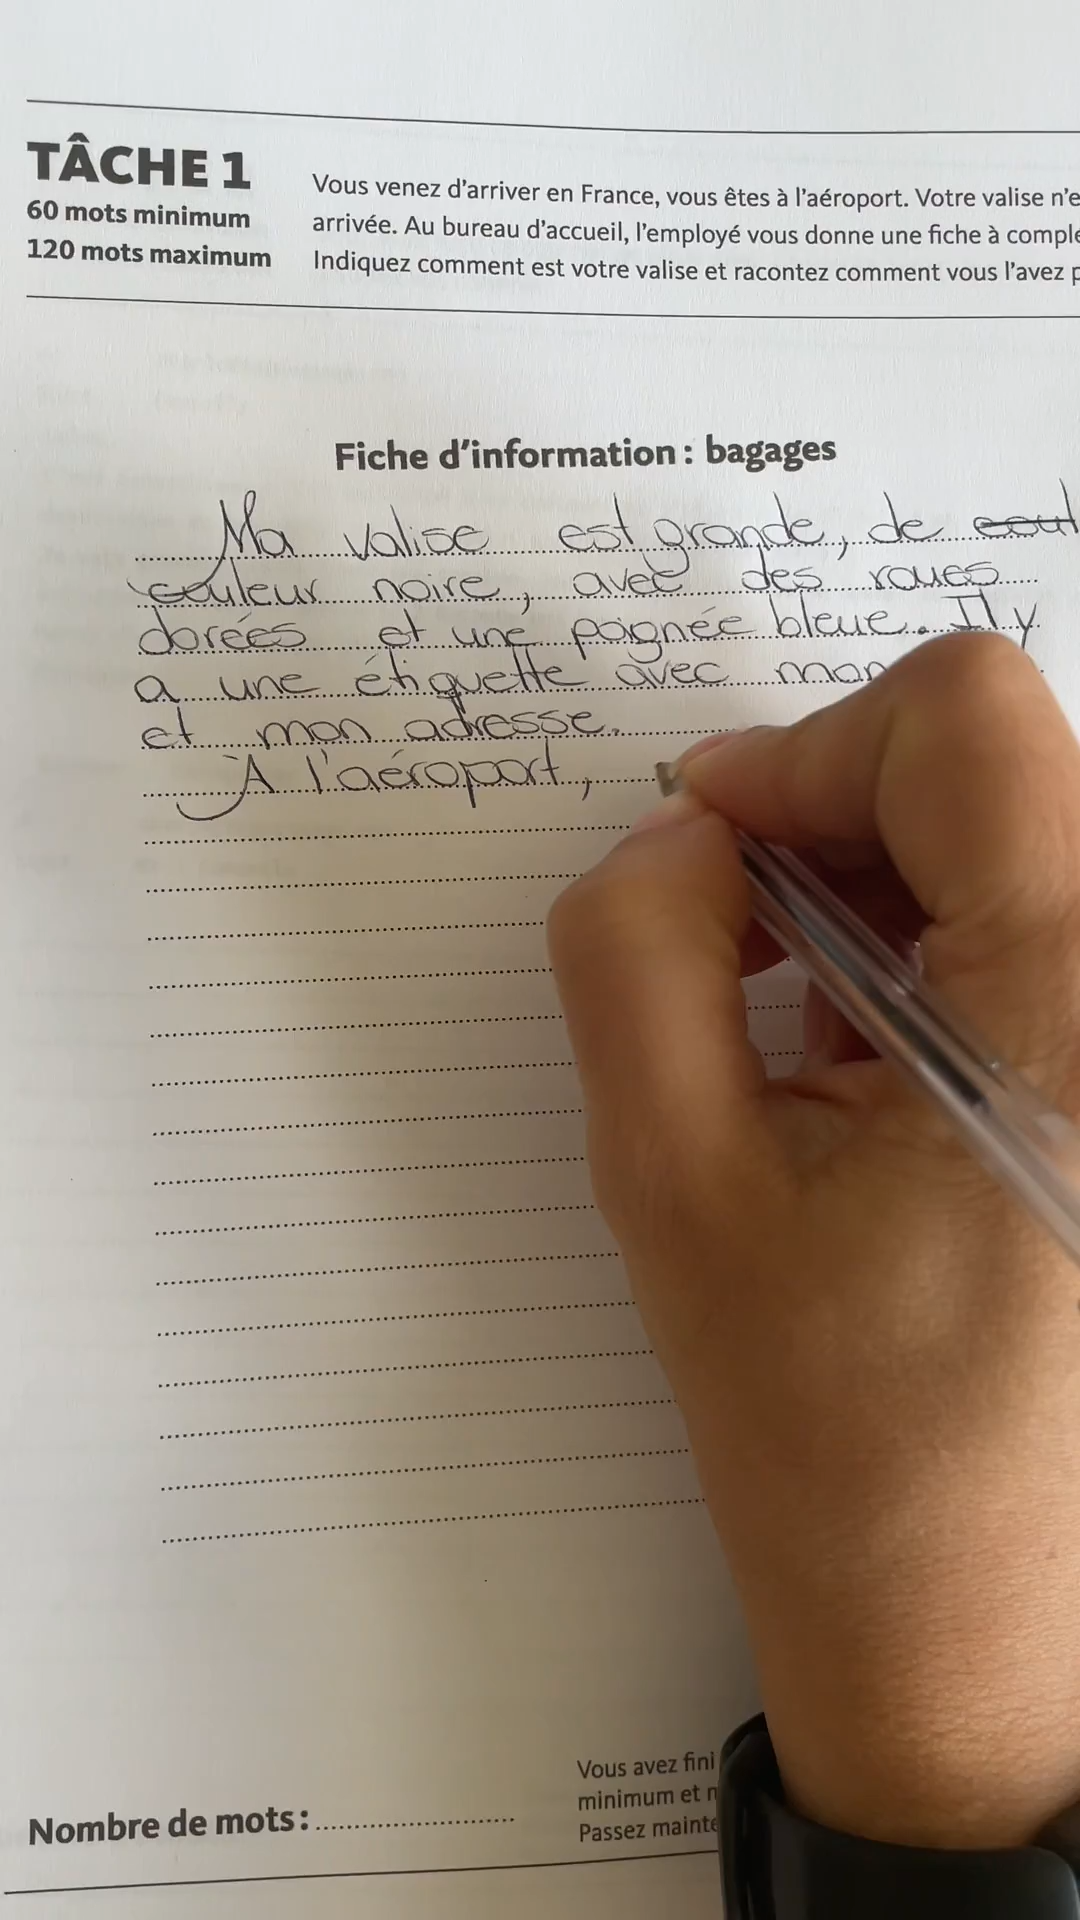 TÂCHE 1
60 mots minimum
120 mots maximum
Vous venez d'arriver en France, vous êtes à l'aéroport. Votre valise n'e
arrivée. Au bureau d'accueil, l'employé vous donne une fiche à comple
Indiquez comment est votre valise et racontez comment vous l'avez p
Fiche d'information : bagages
Ma valise est grande, de
couleur noire, avec des roues
dorées et une poignée bleue. Il y
a une étiquette avec mon
et mon adresse.
À l'aéroport,
Nombre de mots :
Vous avez fini
minimum et
Passez mainte